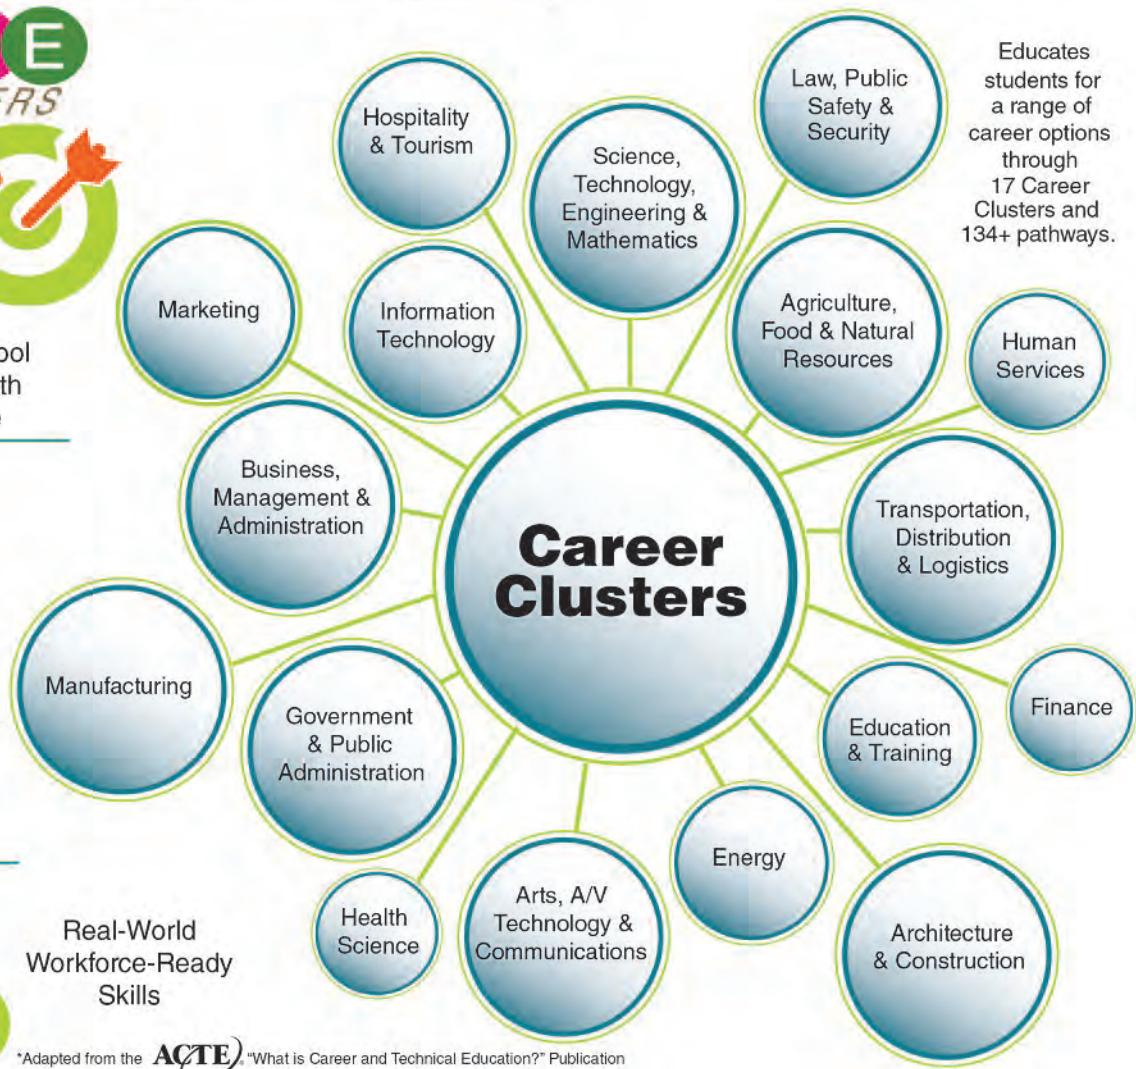 E
ERS
Hospitality
& Tourism
Science,
Technology,
Engineering &
Mathematics
Law, Public
Safety &
Security
Educates
students for
a range of
career options
through
17 Career
Clusters and
134+ pathways.
Marketing
Information
Technology
Agriculture,
Food & Natural
Resources
Human
Services
Business,
Management &
Administration
Career
Clusters
Transportation,
Distribution
& Logistics
Manufacturing
Government
& Public
Administration
Education
& Training
Finance
Health
Science
Arts, A/V
Technology &
Communications
Energy
Architecture
& Construction
Real-World
Workforce-Ready
Skills
*Adapted from the ACTE), "What is Career and Technical Education?" Publication